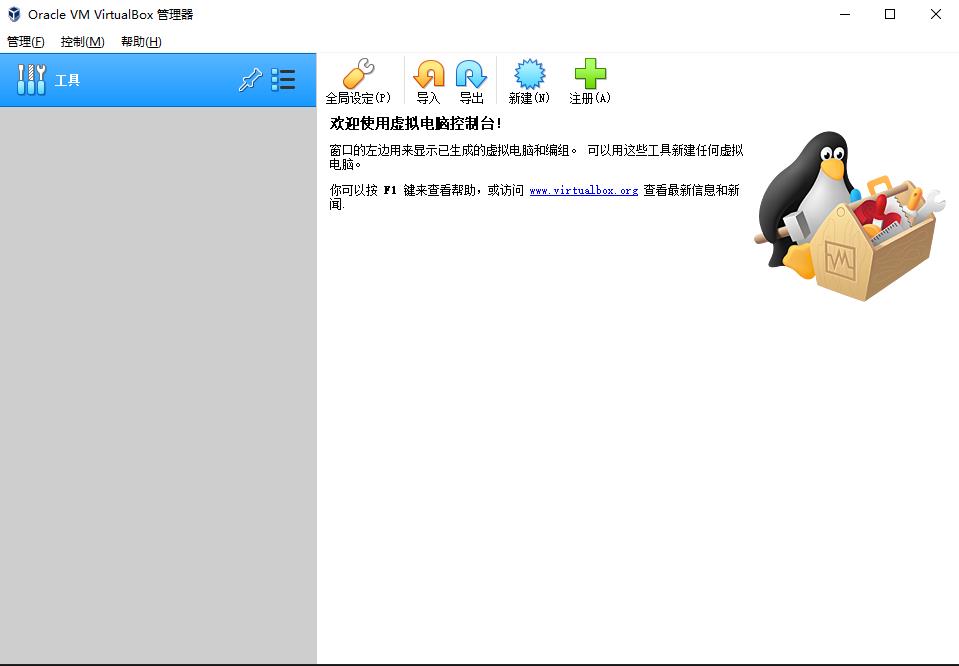 Oracle VM VirtualBox 管理器
管理(F) 控制(M) 帮助(H)
工具
全局设定(P) 导入 导出 新建(N) 注册(A)
欢迎使用虚拟电脑控制台!
窗口的左边用来显示已生成的虚拟电脑和编组。 可以用这些工具新建任何虚拟
电脑。
你可以按 F1 键来查看帮助，或访问 www.virtualbox.org 查看最新信息和新
闻.